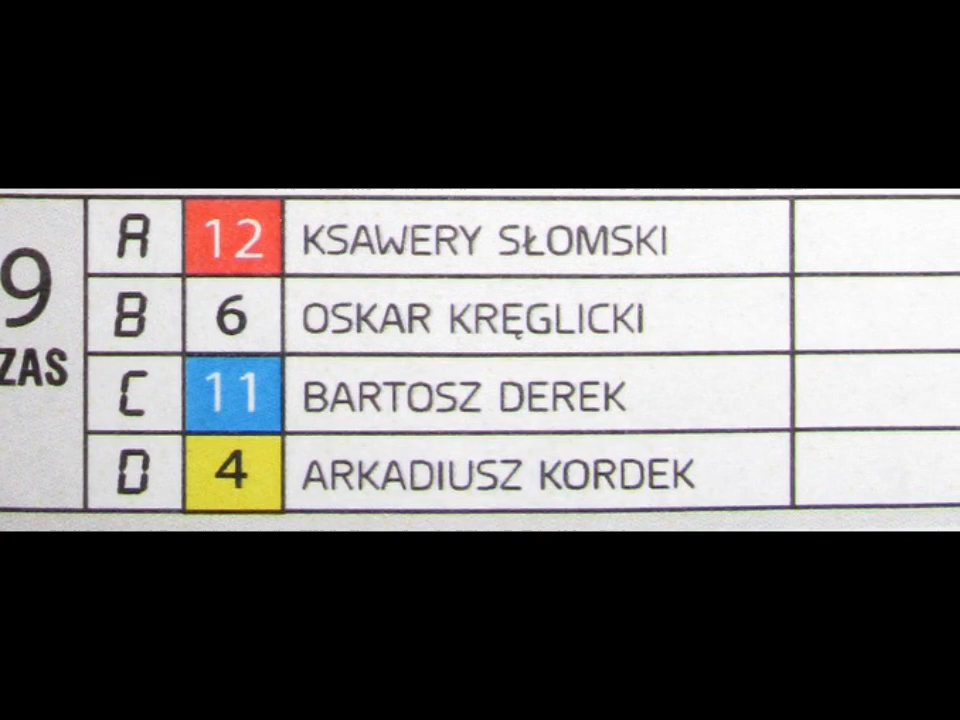 9
ZAS
A 12 KSAWERY SŁOMSKI
B 6 OSKAR KRĘGLICKI
C 11 BARTOSZ DEREK
D 4 ARKADIUSZ KORDEK